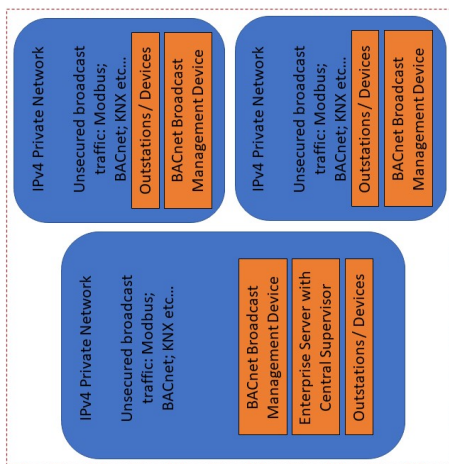 IPv4 Private Network
Unsecured broadcast
traffic: Modbus;
BACnet; KNX etc...
BACnet Broadcast
Management Device
Enterprise Server with
Central Supervisor
Outstations / Devices
IPv4 Private Network
Unsecured broadcast
traffic: Modbus;
BACnet; KNX etc...
Outstations / Devices
BACnet Broadcast
Management Device
IPv4 Private Network
Unsecured broadcast
traffic: Modbus;
BACnet; KNX etc...
Outstations / Devices
BACnet Broadcast
Management Device